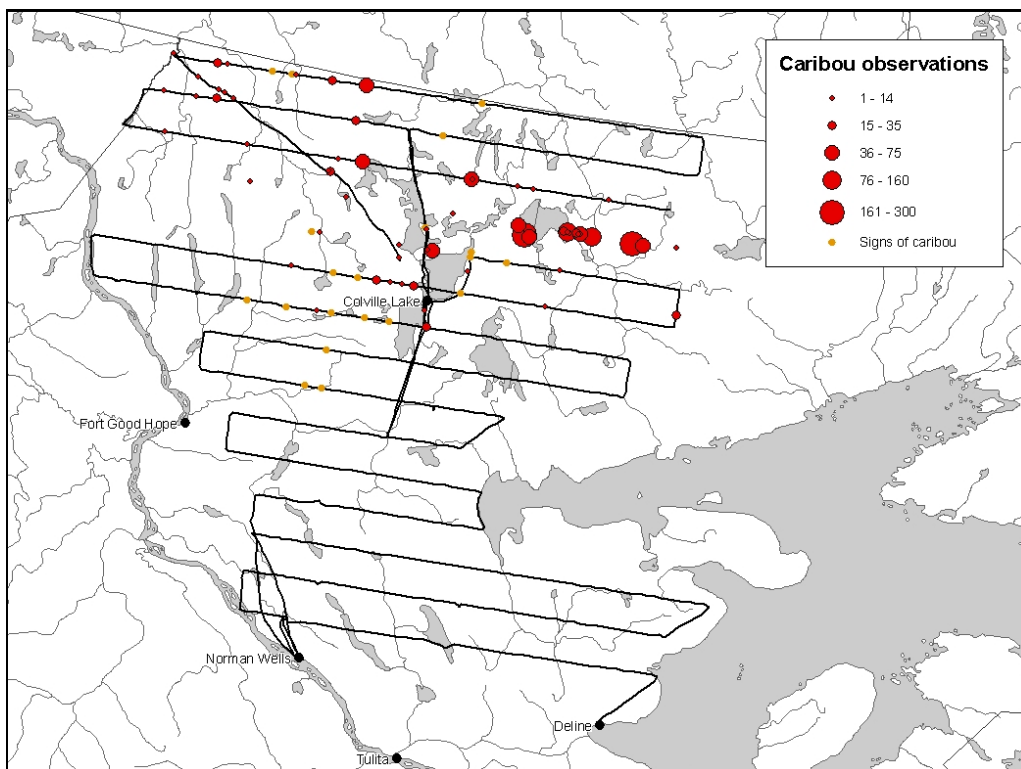 Caribou observations
1 - 14
15 - 35
36 - 75
76 - 160
161 - 300
Signs of caribou
Colville Lake
Fort Good Hope
Norman Wells
Deline
Tulita